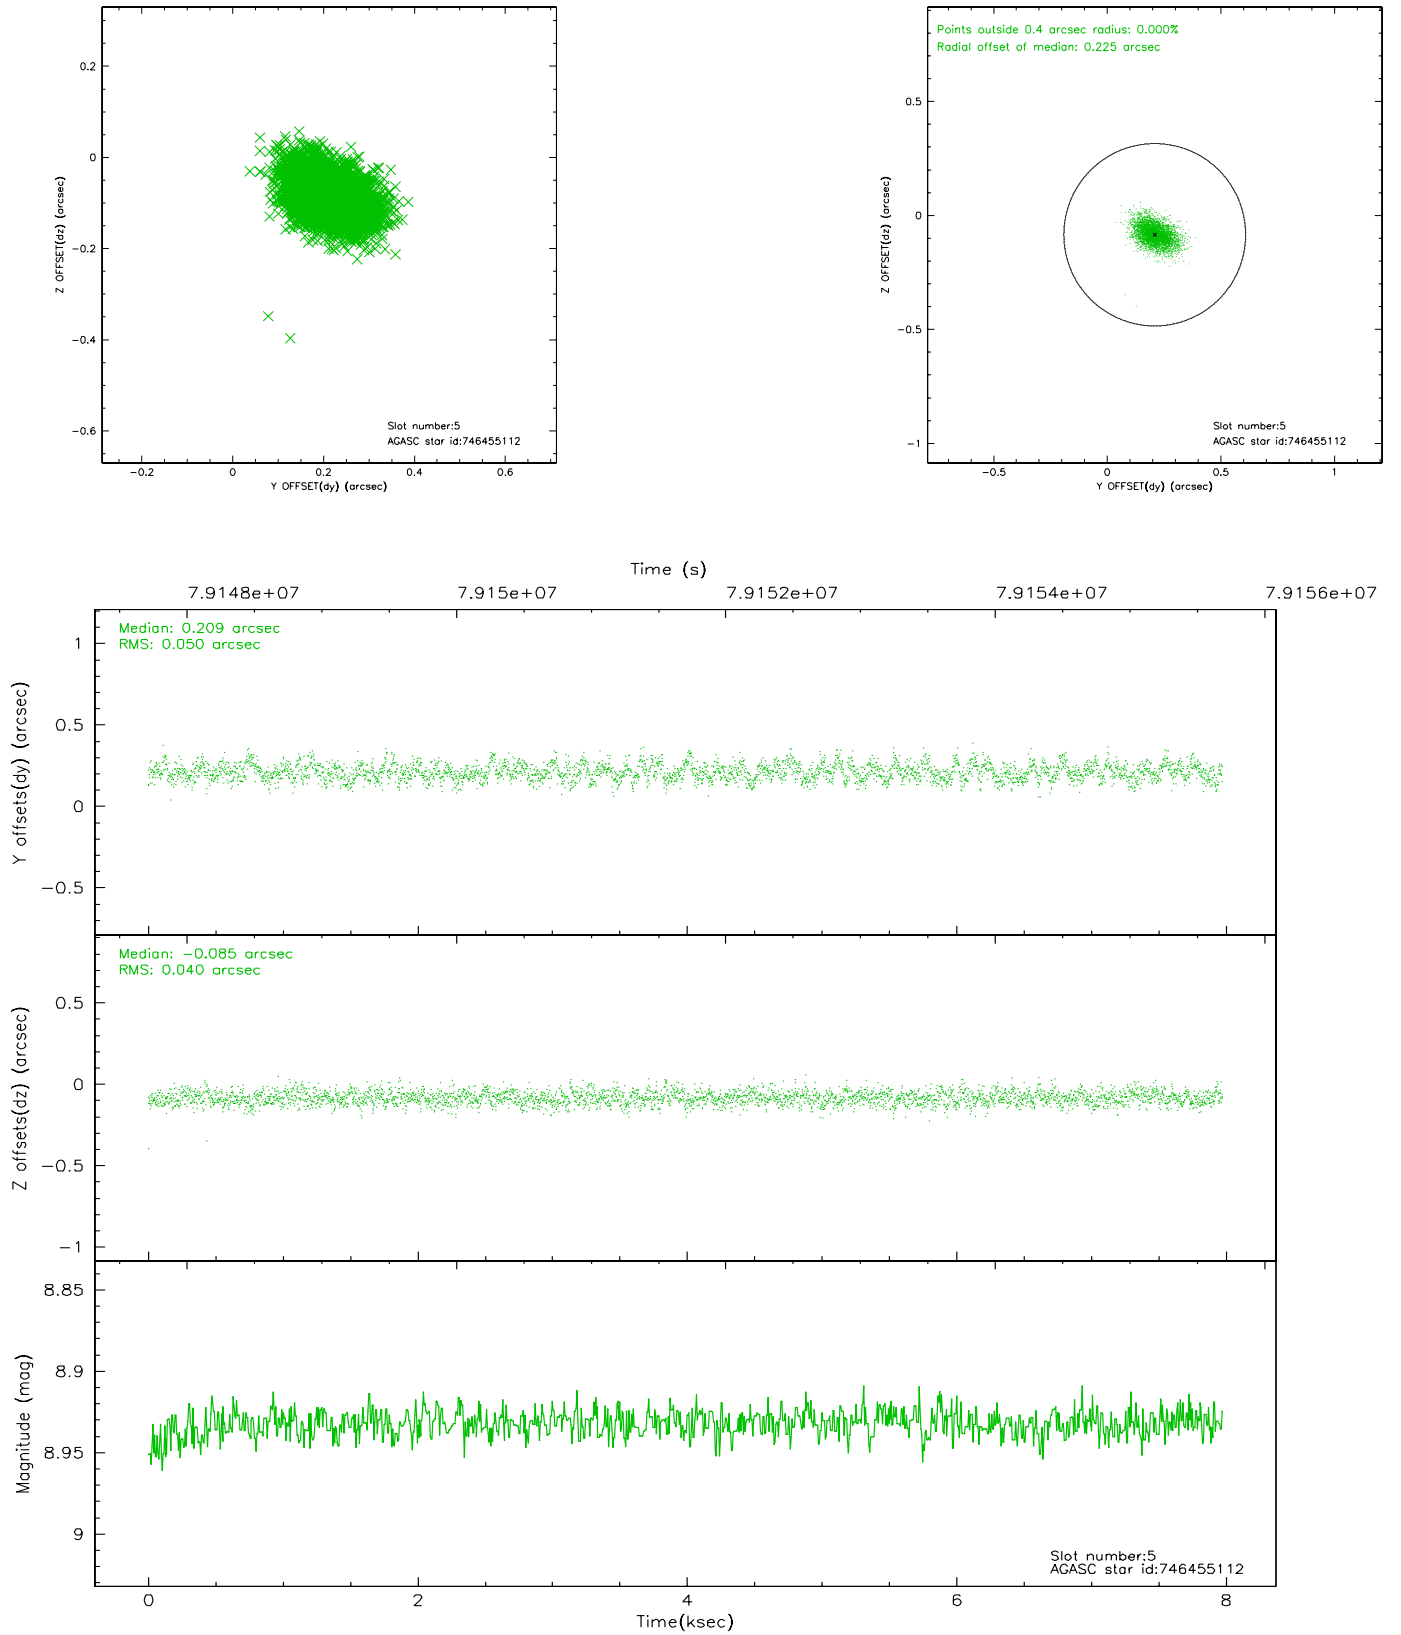 0.2
0
-0.2
-0.4
-0.6
Z OFFSET(dz) (arcsec)
Slot number:5
AGASC star id:746455112
-0.2 0 0.2 0.4 0.6
Y OFFSET(dy) (arcsec)
Points outside 0.4 arcsec radius: 0.000%
Radial offset of median: 0.225 arcsec
0.5
0
-0.5
-1
Z OFFSET(dz) (arcsec)
Slot number:5
AGASC star id:746455112
-0.5 0 0.5 1
Y OFFSET(dy) (arcsec)
Time (s)
7.9148e+07 7.915e+07 7.9152e+07 7.9154e+07 7.9156e+07
Median: 0.209 arcsec
RMS: 0.050 arcsec
1
0.5
0
-0.5
Y offsets(dy) (arcsec)
Median: -0.085 arcsec
RMS: 0.040 arcsec
0.5
0
-0.5
-1
Z offsets(dz) (arcsec)
8.85
8.9
8.95
9
Magnitude (mag)
Slot number:5
AGASC star id:746455112
0 2 4 6 8
Time(ksec)